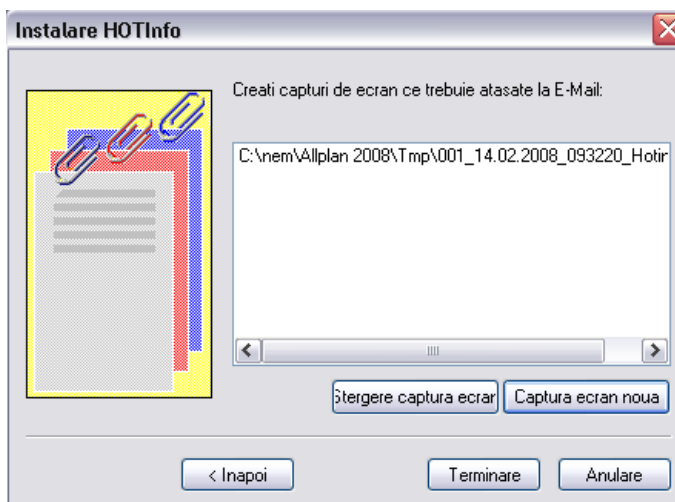 Instalare HOTInfo
Creati capturi de ecran ce trebuie atasate la E-Mail:
C:\nem\Allplan 2008\Tmp\001_14.02.2008_093220_Hotin
Stergere captura ecran
Captura ecran noua
< Inapoi
Terminare
Anulare